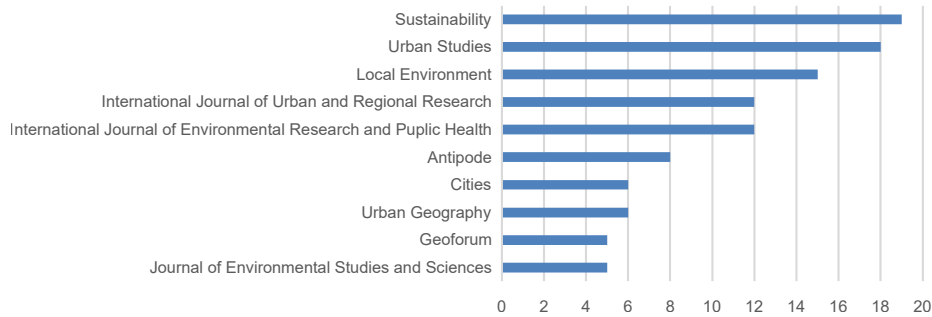 Sustainability
Urban Studies
Local Environment
International Journal of Urban and Regional Research
International Journal of Environmental Research and Puplic Health
Antipode
Cities
Urban Geography
Geoforum
Journal of Environmental Studies and Sciences
0 2 4 6 8 10 12 14 16 18 20